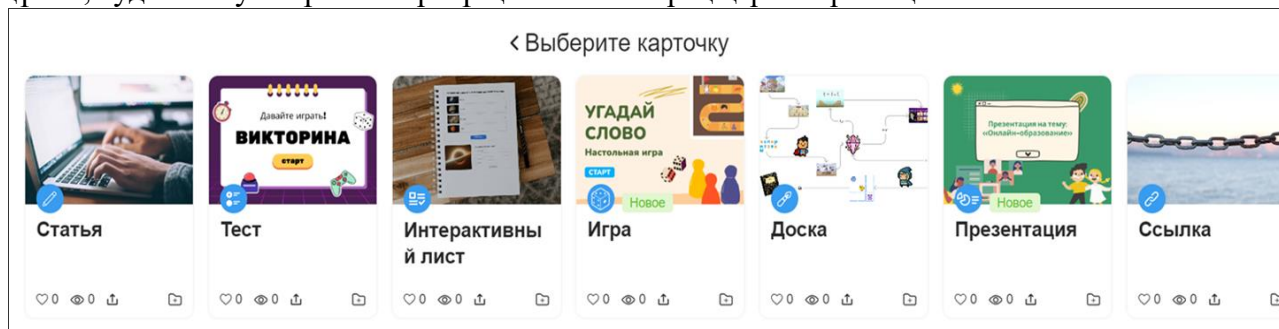 Выберите карточку
Давайте играть!
ВИКТОРИНА
старт
УГАДАЙ
СЛОВО
Настольная игра
СТАРТ
Новое
Презентация на тему:
«Онлайн-образование»
Новое
Статья
Тест
Интерактивны
й лист
Игра
Доска
Презентация
Ссылка
0 0
0 0
0 0
0 0
0 0
0 0
0 0